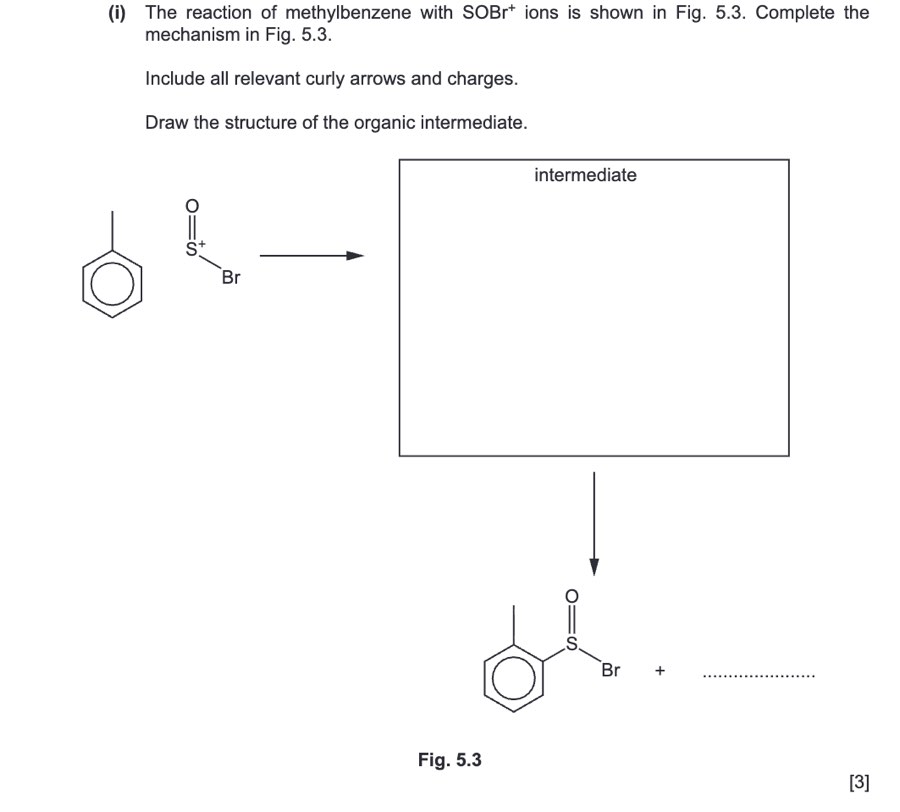 (i) The reaction of methylbenzene with SOBr⁺ ions is shown in Fig. 5.3. Complete the
mechanism in Fig. 5.3.
Include all relevant curly arrows and charges.
Draw the structure of the organic intermediate.
intermediate
O
S⁺
Br
O
S
Br + ......................
Fig. 5.3
[3]